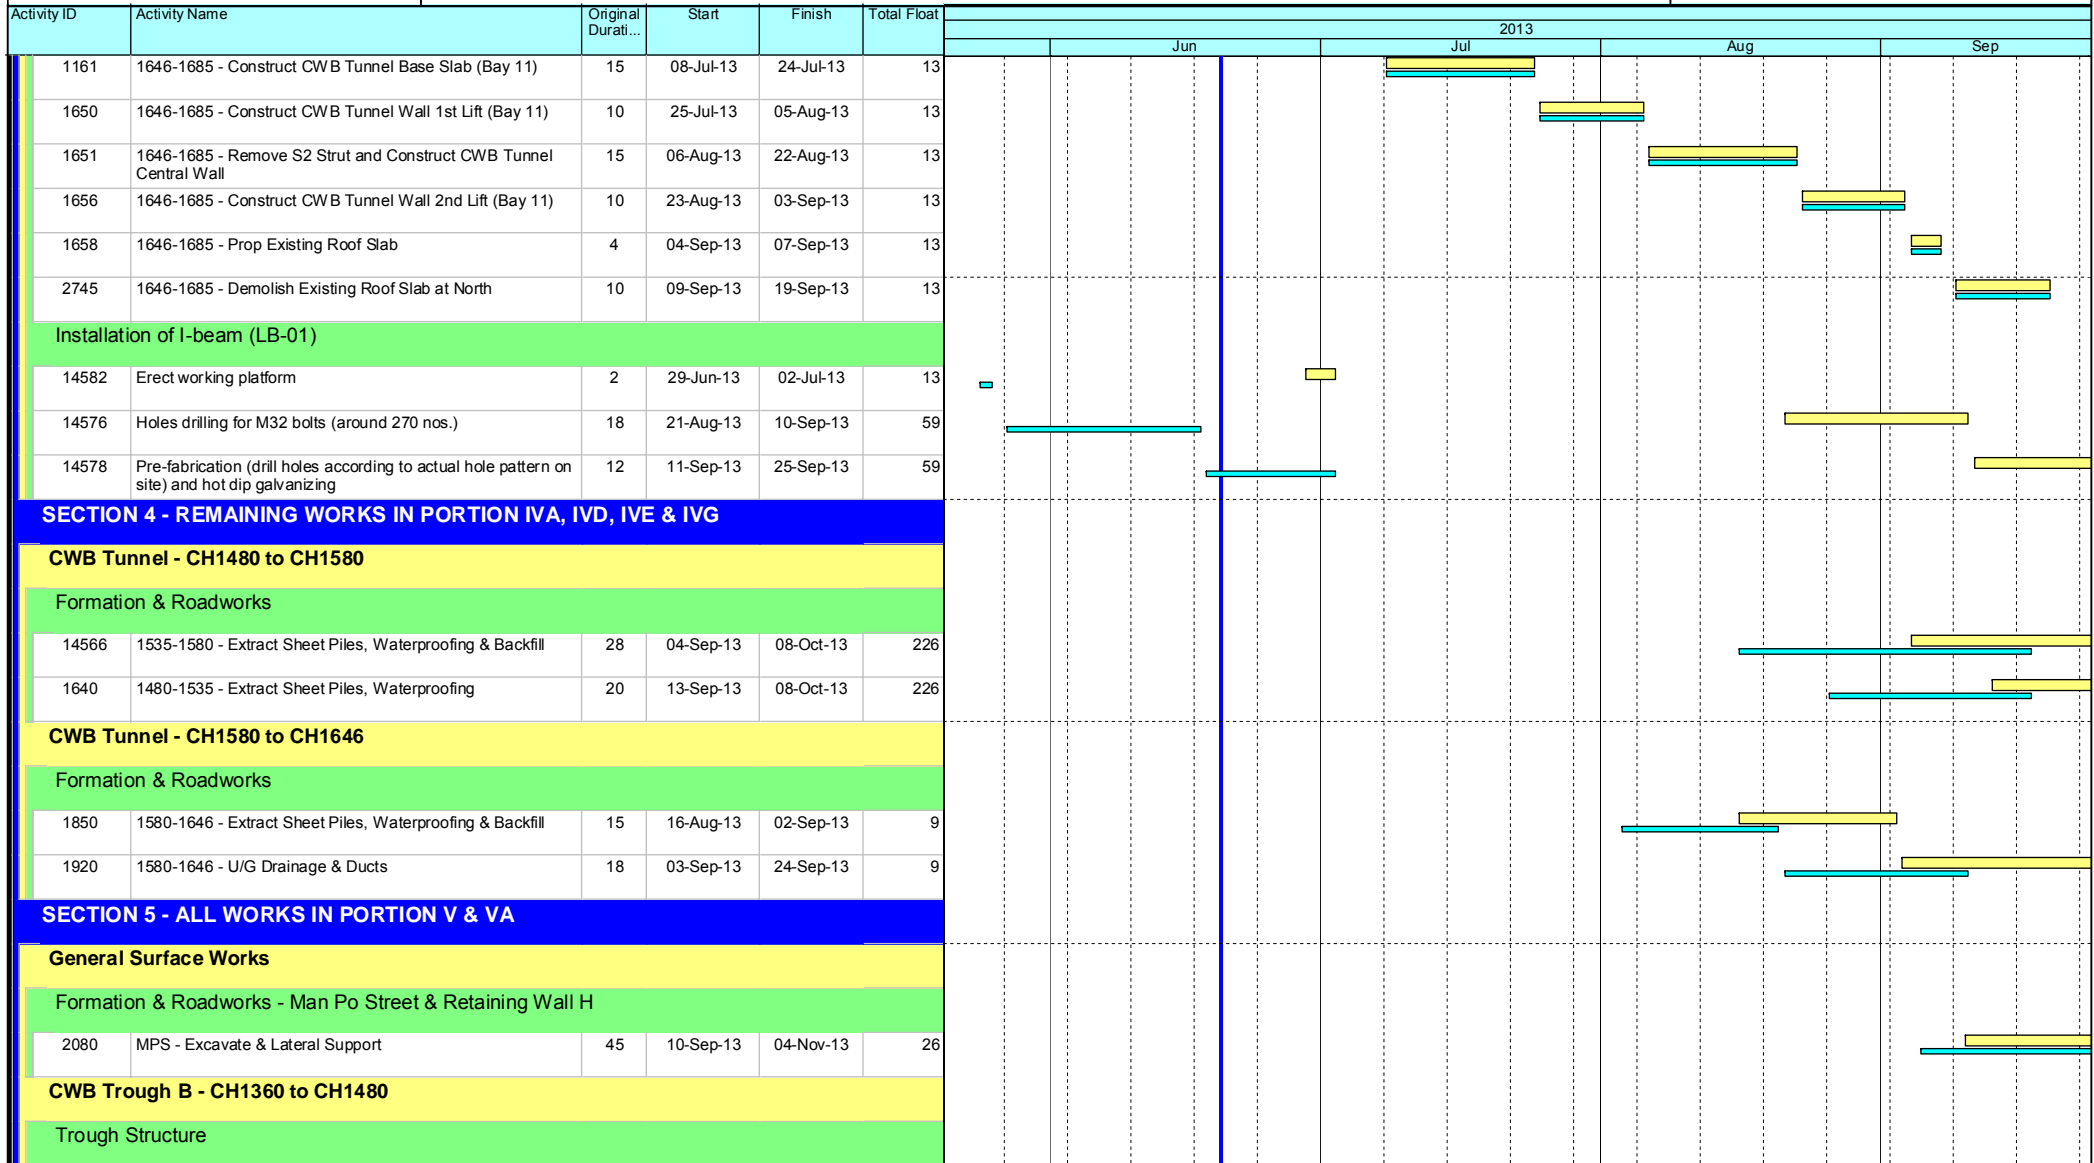 Activity ID Activity Name Original Start Finish Total Float
Durati...
2013
Jun Jul Aug Sep
1161 1646-1685 - Construct CWB Tunnel Base Slab (Bay 11) 15 08-Jul-13 24-Jul-13 13
1650 1646-1685 - Construct CWB Tunnel Wall 1st Lift (Bay 11) 10 25-Jul-13 05-Aug-13 13
1651 1646-1685 - Remove S2 Strut and Construct CWB Tunnel 15 06-Aug-13 22-Aug-13 13
Central Wall
1656 1646-1685 - Construct CWB Tunnel Wall 2nd Lift (Bay 11) 10 23-Aug-13 03-Sep-13 13
1658 1646-1685 - Prop Existing Roof Slab 4 04-Sep-13 07-Sep-13 13
2745 1646-1685 - Demolish Existing Roof Slab at North 10 09-Sep-13 19-Sep-13 13
Installation of I-beam (LB-01)
14582 Erect working platform 2 29-Jun-13 02-Jul-13 13
14576 Holes drilling for M32 bolts (around 270 nos.) 18 21-Aug-13 10-Sep-13 59
14578 Pre-fabrication (drill holes according to actual hole pattern on 12 11-Sep-13 25-Sep-13 59
site) and hot dip galvanizing
SECTION 4 - REMAINING WORKS IN PORTION IVA, IVD, IVE & IVG
CWB Tunnel - CH1480 to CH1580
Formation & Roadworks
14566 1535-1580 - Extract Sheet Piles, Waterproofing & Backfill 28 04-Sep-13 08-Oct-13 226
1640 1480-1535 - Extract Sheet Piles, Waterproofing 20 13-Sep-13 08-Oct-13 226
CWB Tunnel - CH1580 to CH1646
Formation & Roadworks
1850 1580-1646 - Extract Sheet Piles, Waterproofing & Backfill 15 16-Aug-13 02-Sep-13 9
1920 1580-1646 - U/G Drainage & Ducts 18 03-Sep-13 24-Sep-13 9
SECTION 5 - ALL WORKS IN PORTION V & VA
General Surface Works
Formation & Roadworks - Man Po Street & Retaining Wall H
2080 MPS - Excavate & Lateral Support 45 10-Sep-13 04-Nov-13 26
CWB Trough B - CH1360 to CH1480
Trough Structure